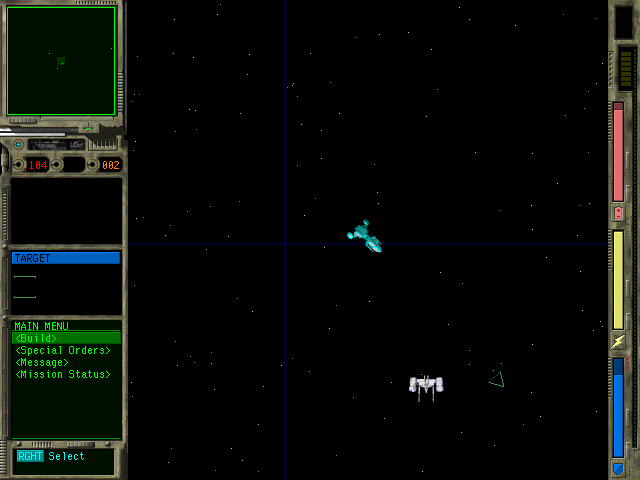 104 002
TARGET
MAIN MENU
<Build>
<Special Orders>
<Message>
<Mission Status>
RGHT Select